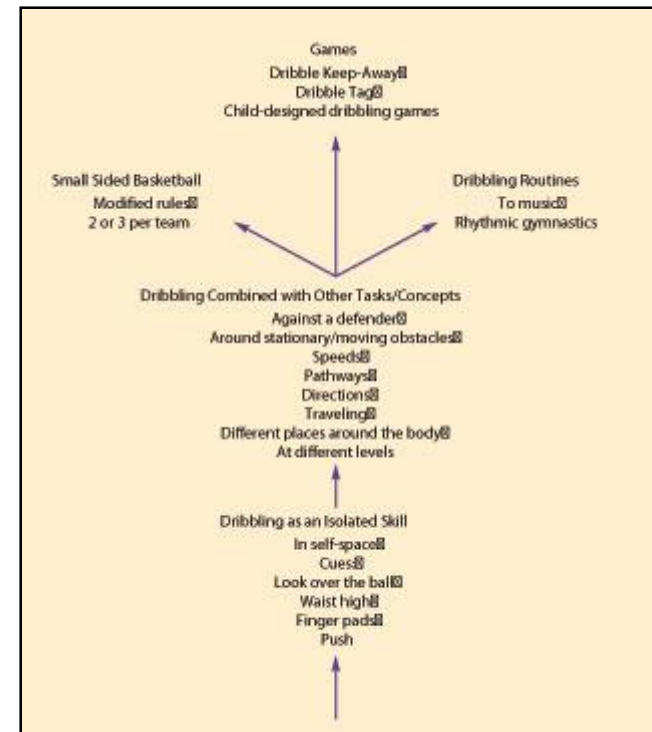 Games
Dribble Keep-Away
Dribble Tag
Child-designed dribbling games
Small Sided Basketball
Modified rules
2 or 3 per team
Dribbling Routines
To music
Rhythmic gymnastics
Dribbling Combined with Other Tasks/Concepts
Against a defender
Around stationary/moving obstacles
Speeds
Pathways
Directions
Traveling
Different places around the body
At different levels
Dribbling as an Isolated Skill
In self-space
Cues
Look over the ball
Waist high
Finger pads
Push